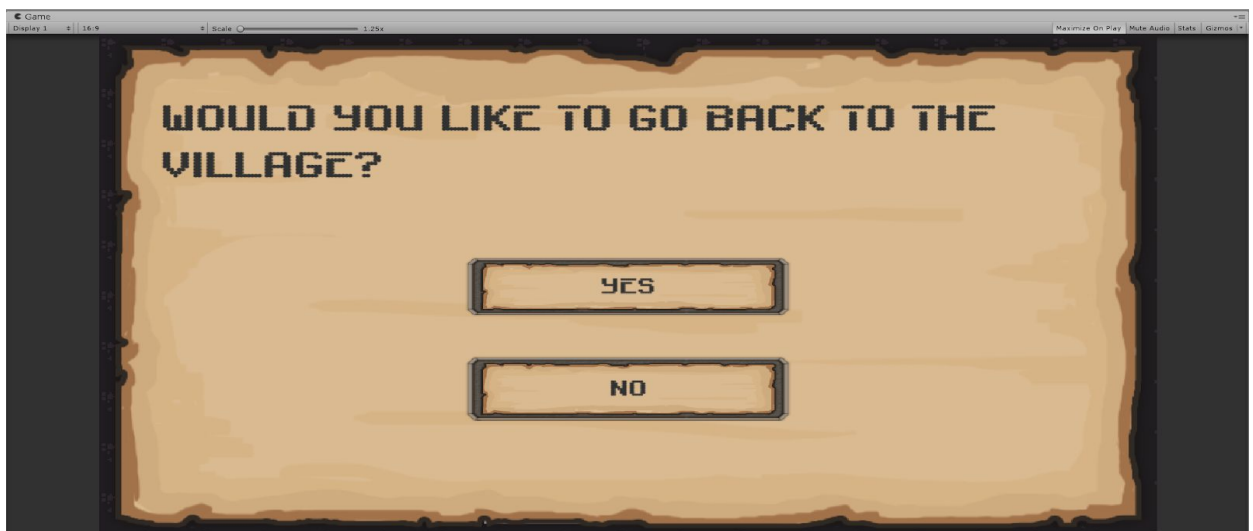 Game
Display 1 16:9 Scale 1.25x Maximize On Play Mute Audio Stats Gizmos
WOULD YOU LIKE TO GO BACK TO THE
VILLAGE?
YES
NO